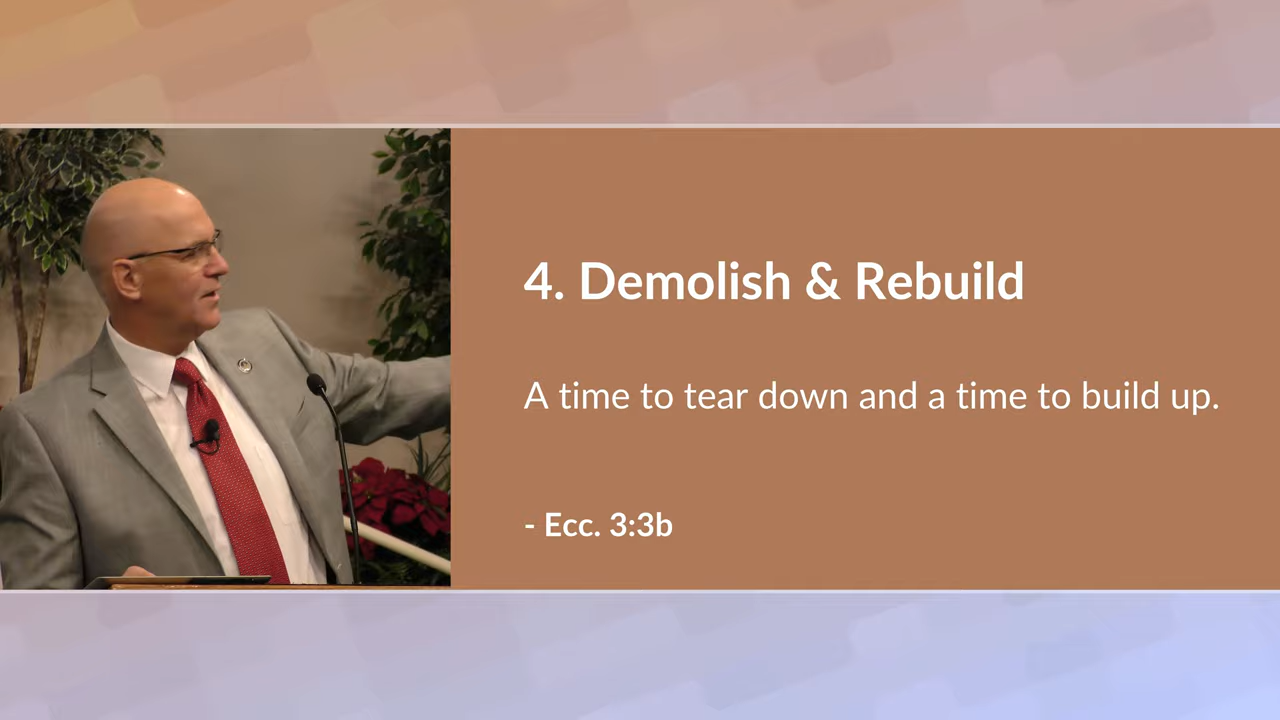 4. Demolish & Rebuild
A time to tear down and a time to build up.
- Ecc. 3:3b